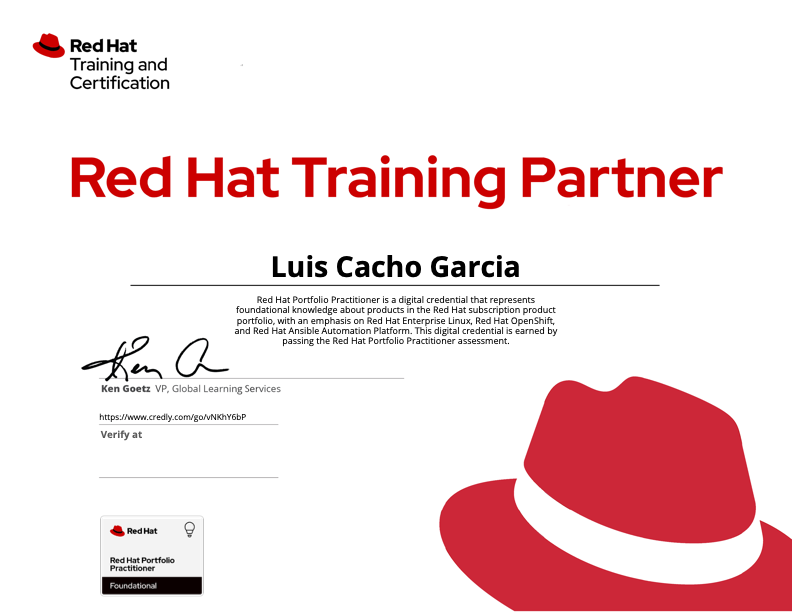 Red Hat
Training and
Certification
Red Hat Training Partner
Luis Cacho Garcia
Red Hat Portfolio Practitioner is a digital credential that represents
foundational knowledge about products in the Red Hat subscription product
portfolio, with an emphasis on Red Hat Enterprise Linux, Red Hat OpenShift,
and Red Hat Ansible Automation Platform. This digital credential is earned by
passing the Red Hat Portfolio Practitioner assessment.
Ken Goetz VP, Global Learning Services
https://www.credly.com/go/vNKhY6bP
Verify at
Red Hat
Red Hat Portfolio
Practitioner
Foundational